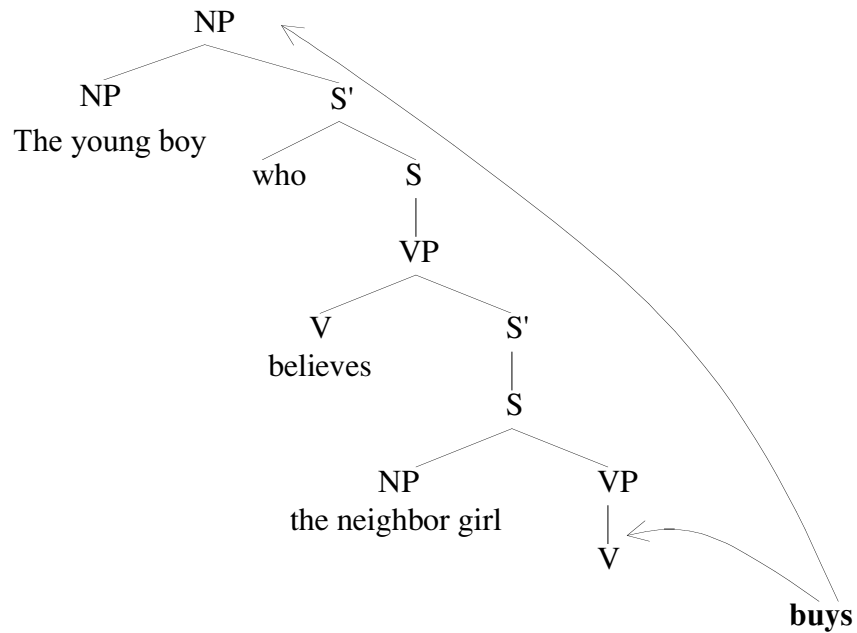 NP
NP S'
The young boy
who S
VP
V S'
believes
S
NP VP
the neighbor girl
V
buys